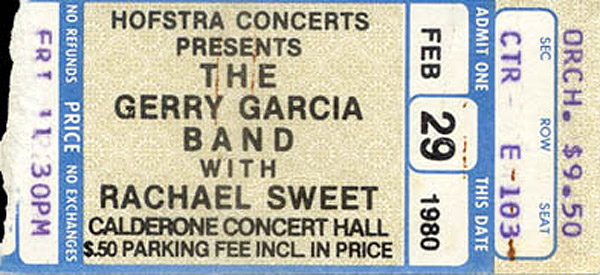 HOFSTRA CONCERTS
PRESENTS
THE
GERRY GARCIA
BAND
WITH
RACHAEL SWEET
CALDERONE CONCERT HALL
$.50 PARKING FEE INCL. IN PRICE
FRI 11:30PM
NO REFUNDS PRICE NO EXCHANGES
FEB 29 1980
ADMIT ONE THIS DATE
SEC ROW SEAT
CTR - E -103
ORCH. $9.50